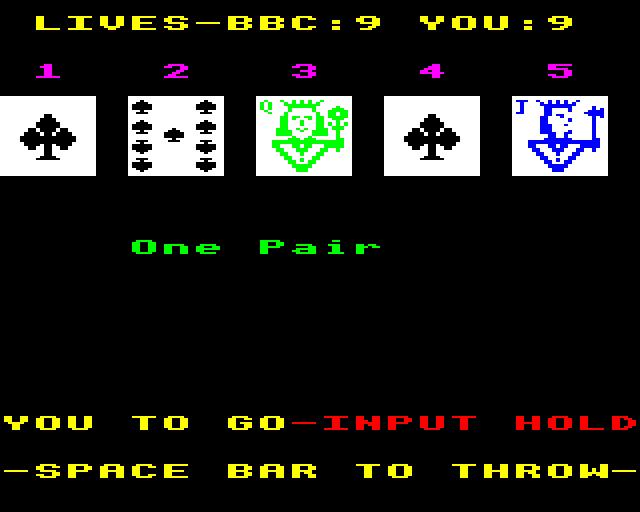 LIVES-BBC:9 YOU:9
1 2 3 4 5
Q J
One Pair
YOU TO GO-INPUT HOLD
-SPACE BAR TO THROW-